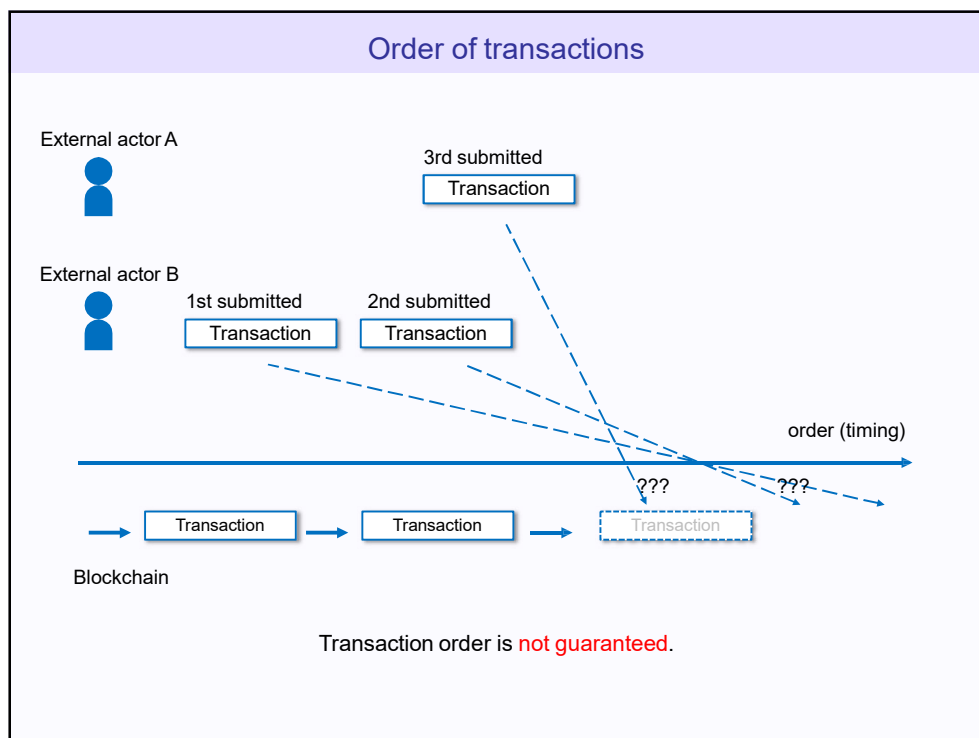 Order of transactions
External actor A
3rd submitted
Transaction
External actor B
1st submitted
2nd submitted
Transaction
Transaction
order (timing)
???
???
Transaction
Transaction
Transaction
Blockchain
Transaction order is not guaranteed.